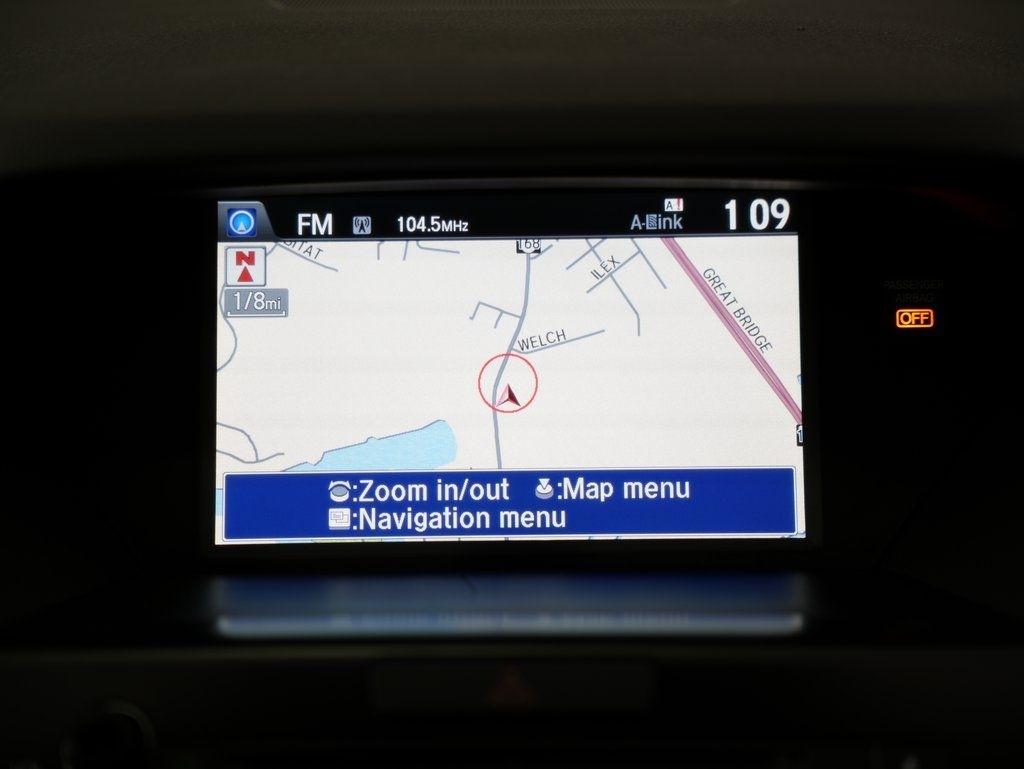 FM 104.5MHz A-Link 1 09
SITAT
168
ILEX
N
1/8mi
GREAT BRIDGE
PASSENGER
AIRBAG
OFF
WELCH
:Zoom in/out :Map menu
:Navigation menu